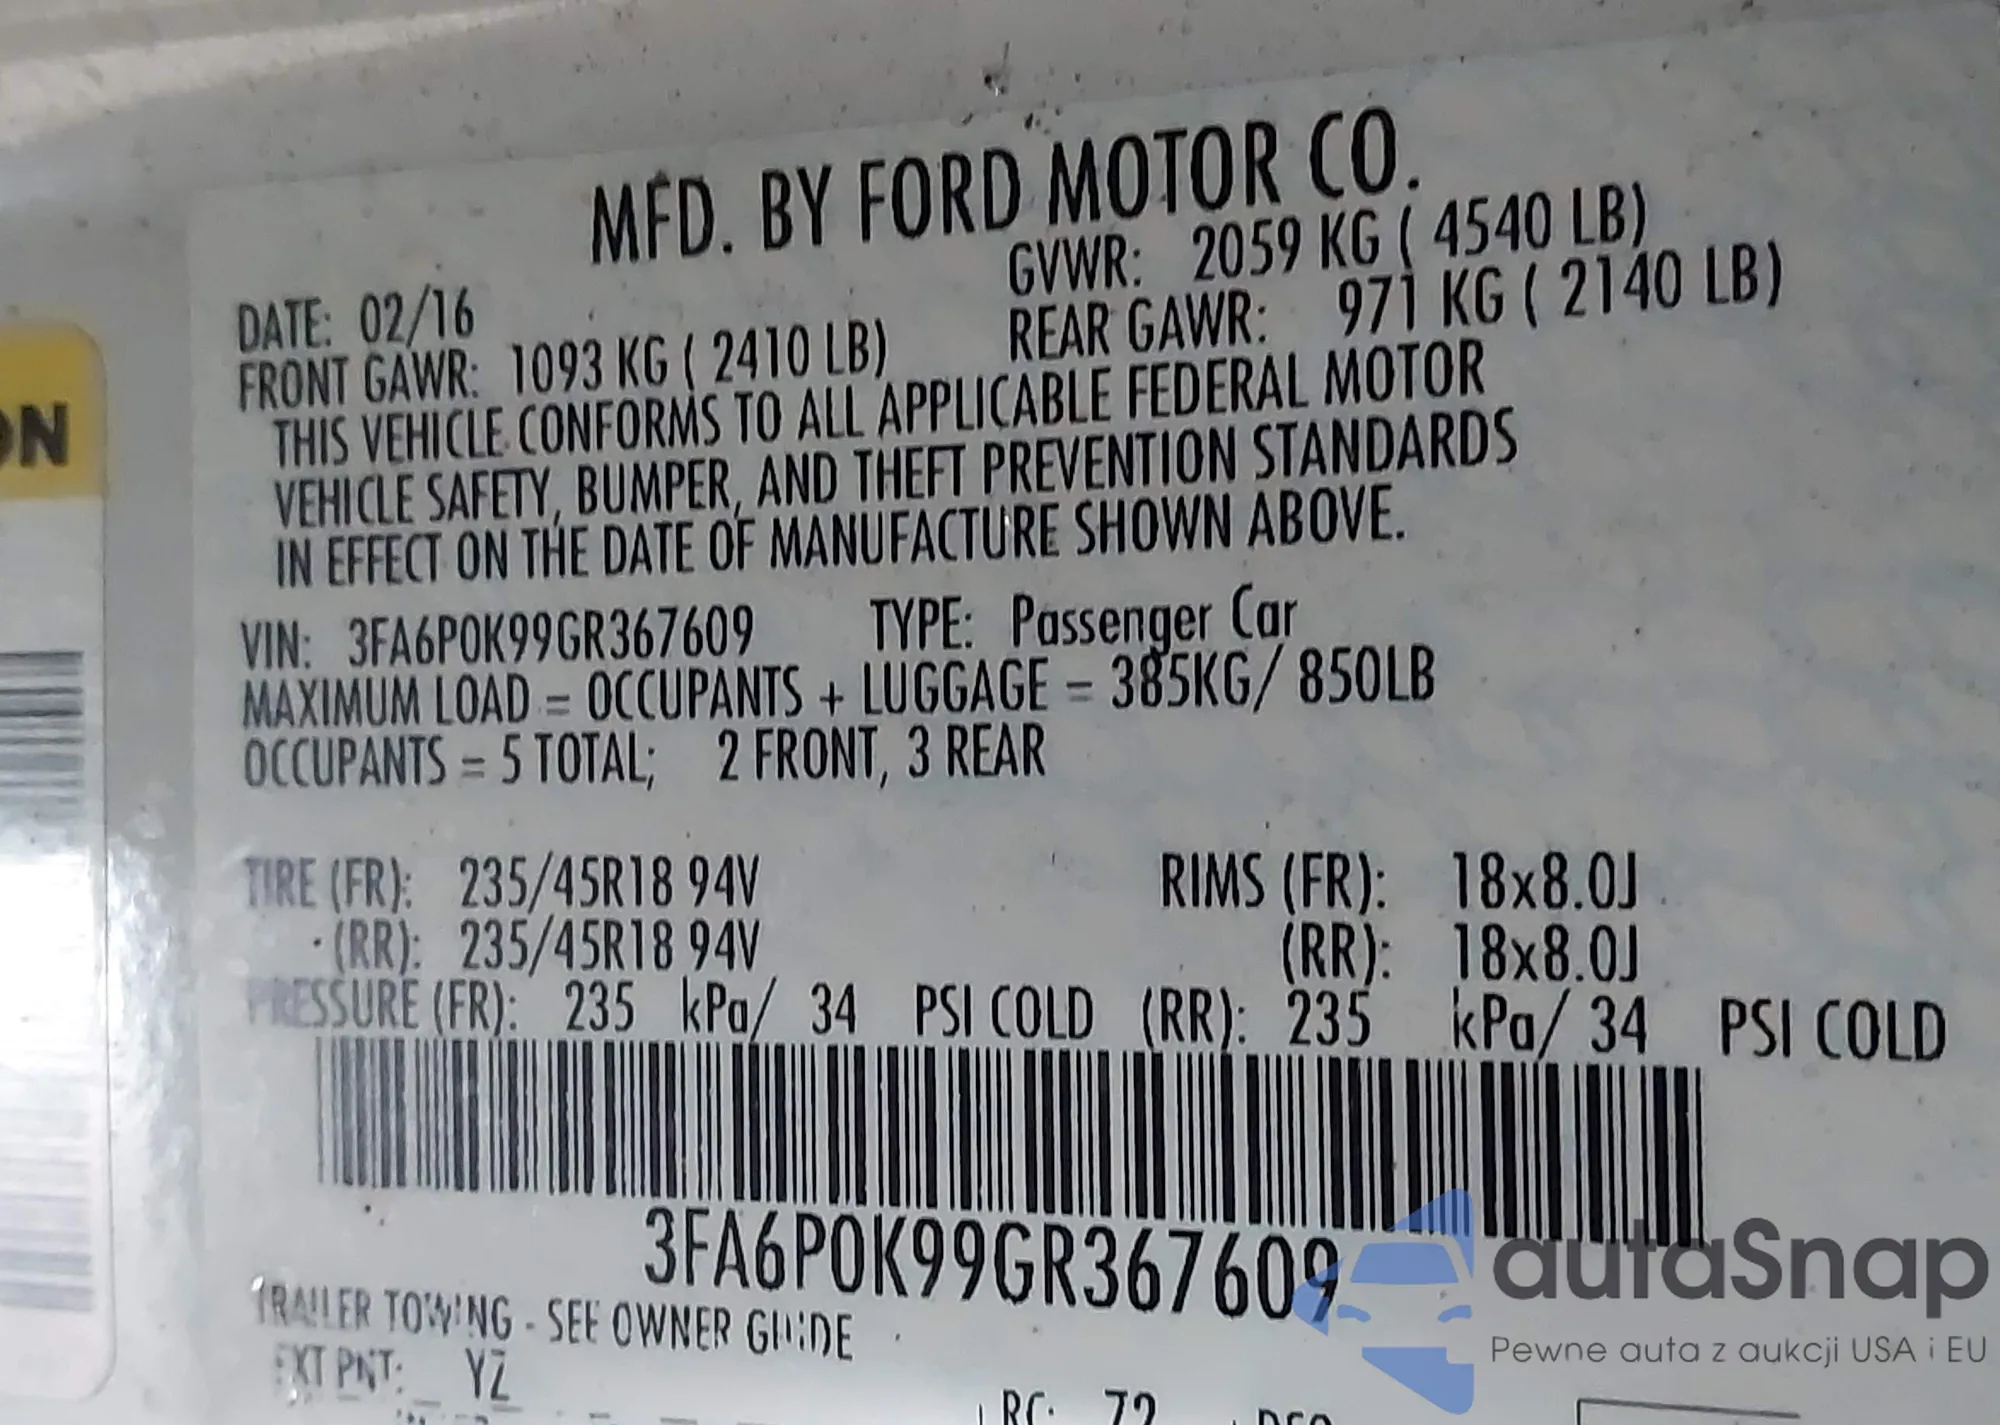 MFD. BY FORD MOTOR CO.
DATE: 02/16 GVWR: 2059 KG ( 4540 LB)
FRONT GAWR: 1093 KG ( 2410 LB) REAR GAWR: 971 KG ( 2140 LB)
THIS VEHICLE CONFORMS TO ALL APPLICABLE FEDERAL MOTOR
VEHICLE SAFETY, BUMPER, AND THEFT PREVENTION STANDARDS
IN EFFECT ON THE DATE OF MANUFACTURE SHOWN ABOVE.
VIN: 3FA6P0K99GR367609 TYPE: Passenger Car
MAXIMUM LOAD = OCCUPANTS + LUGGAGE = 385KG/ 850LB
OCCUPANTS = 5 TOTAL; 2 FRONT, 3 REAR
TIRE (FR): 235/45R18 94V RIMS (FR): 18x8.0J
(RR): 235/45R18 94V (RR): 18x8.0J
PRESSURE (FR): 235 kPa/ 34 PSI COLD (RR): 235 kPa/ 34 PSI COLD
3FA6P0K99GR367609
TRAILER TOWING - SEE OWNER GUIDE
EXT PNT: YZ
RC: 72
autaSnap
Pewne auta z aukcji USA i EU